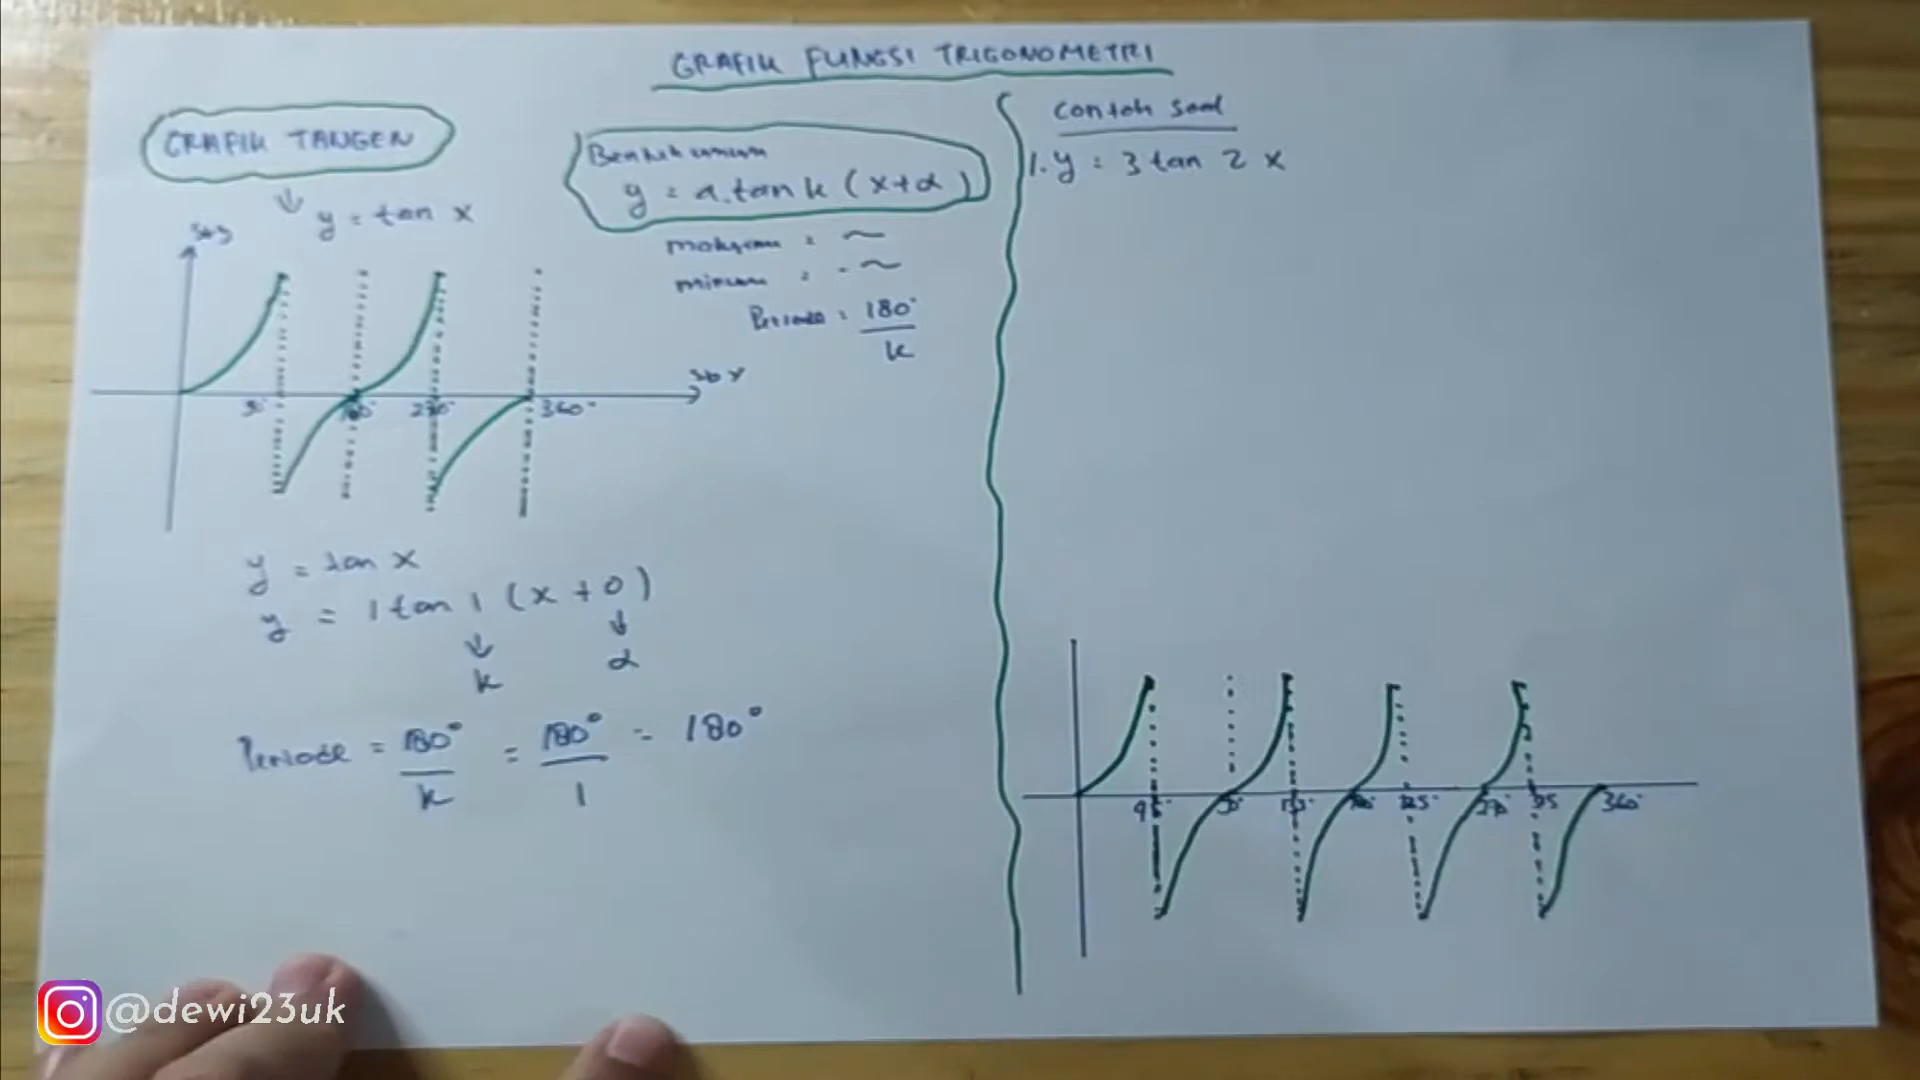 GRAFIK FUNGSI TRIGONOMETRI
GRAFIK TANGEN
y = tan x
Sb y
Sb x
90° 180° 270° 360°
y = tan x
y = 1 tan 1 (x + 0)
k α
Periode = 180°/k = 180°/1 = 180°
Bentuk umum
y = a. tan k (x+α)
maksimum : ~
minimum : -~
Periode : 180°/k
Contoh soal
1. y = 3 tan 2 x
45° 90° 135° 180° 225° 270° 315 360°
@dewi23uk